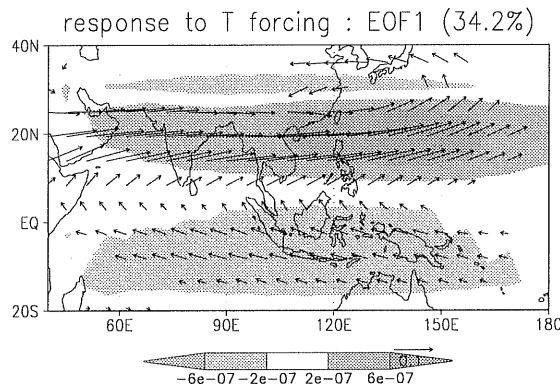 response to T forcing : EOF1 (34.2%)
40N
20N
EQ
20S
60E 90E 120E 150E 180
-6e-07 -2e-07 2e-07 6e-07